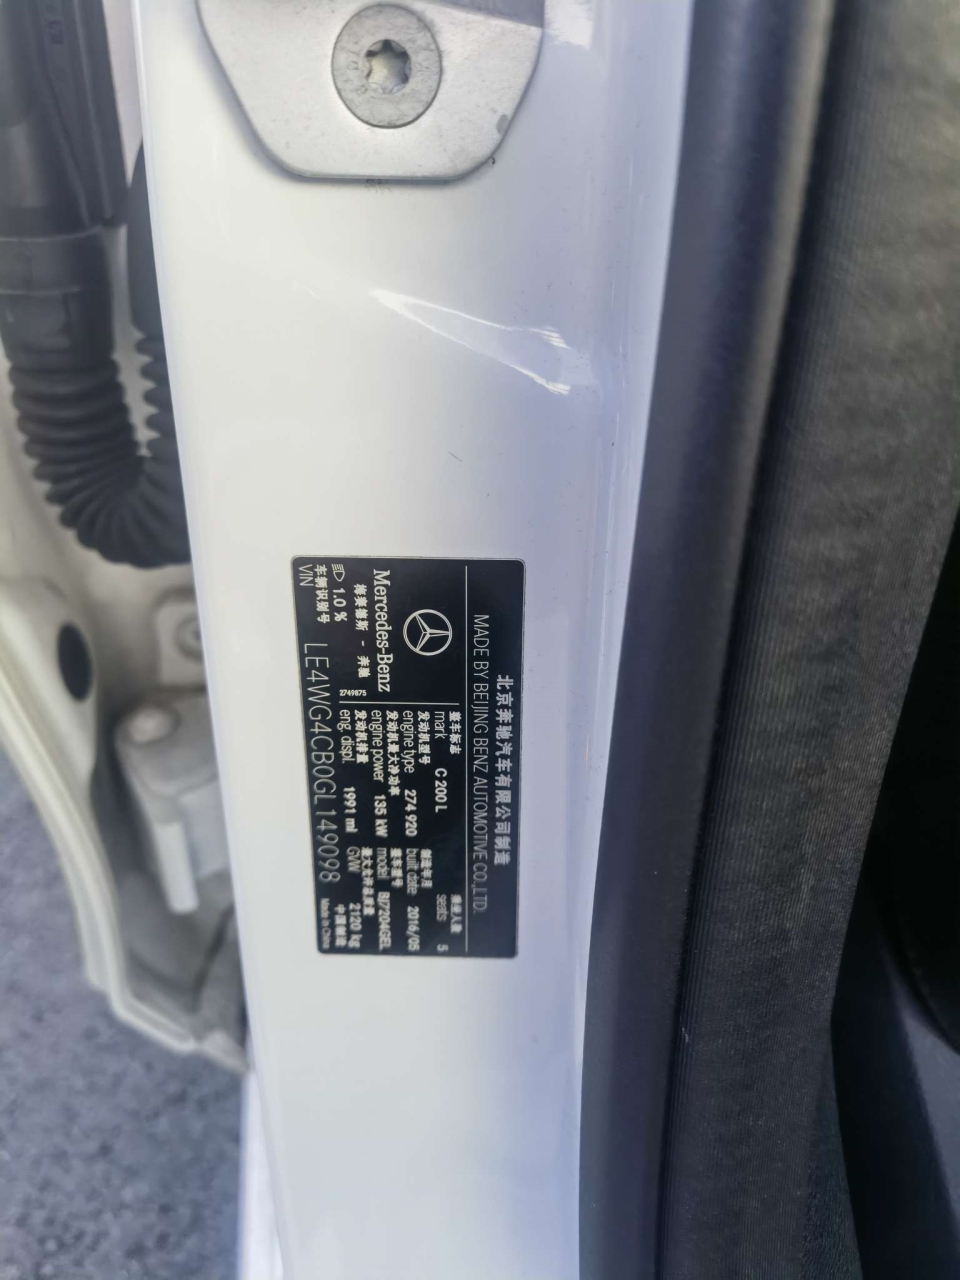 北京奔驰汽车有限公司制造
MADE BY BEIJING BENZ AUTOMOTIVE CO.,LTD.
Mercedes-Benz
梅赛德斯 - 奔驰
1.0 %
2749875
整车标志 乘坐人数
mark C 200 L seats 5
发动机型号 制造年月
engine type 274 920 built date 2016/05
发动机最大净功率 整车型号
engine power 135 kW model BJ7204GEL
发动机排量 最大允许总质量
eng. displ. 1991 ml GVW 2120 kg
车辆识别号 中国制造
VIN LE4WG4CB0GL149098 Made in China